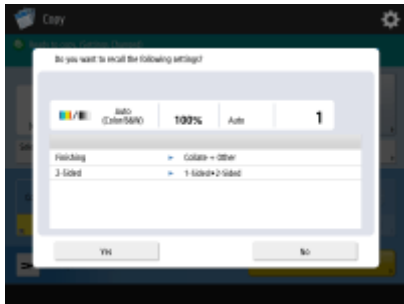 Copy
Do you want to recall the following settings?
Auto
(Color/B&W)
100%
Auto
1
Finishing ► Collate + Other
2-Sided ► 1-Sided►2-Sided
Yes
No